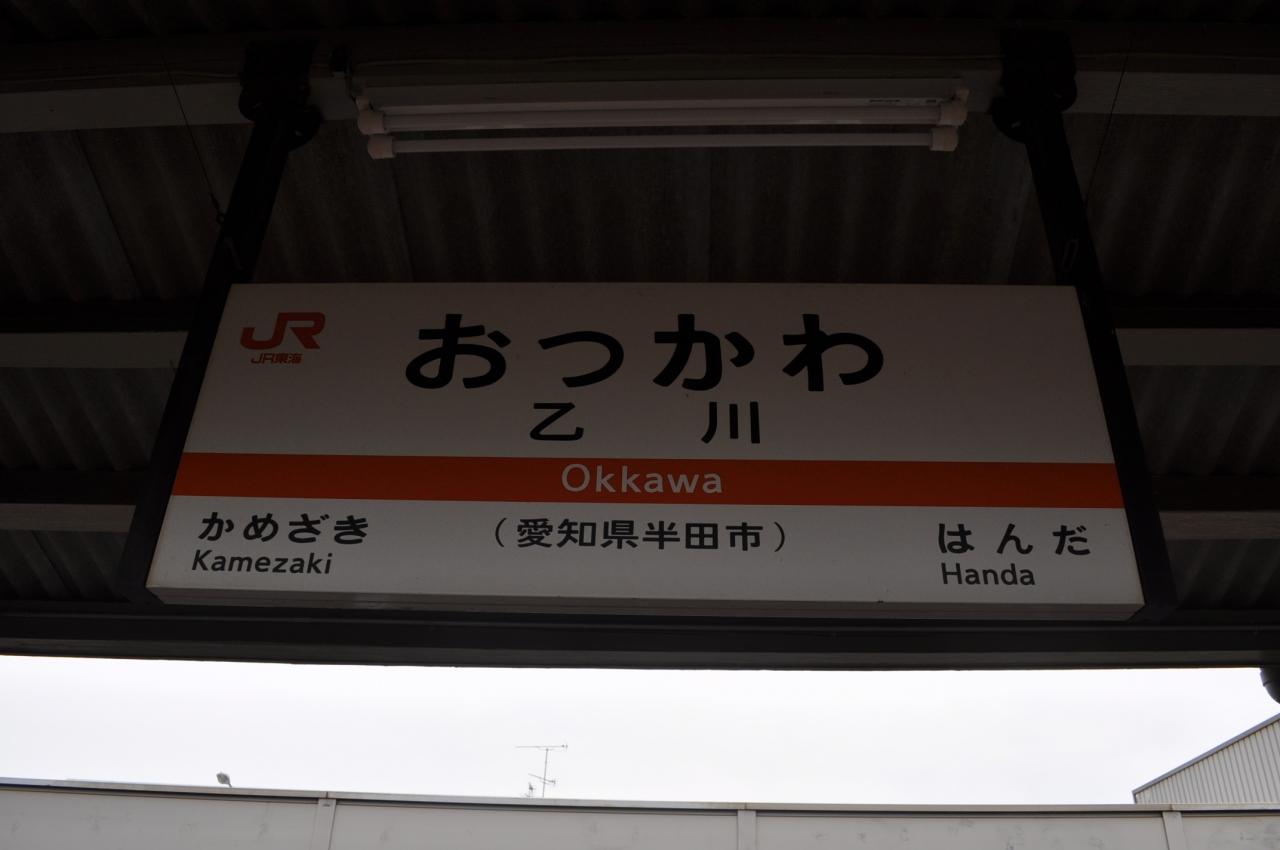 JR
JR東海
おつかわ
乙川
Okkawa
かめざき
Kamezaki
（愛知県半田市）
はんだ
Handa